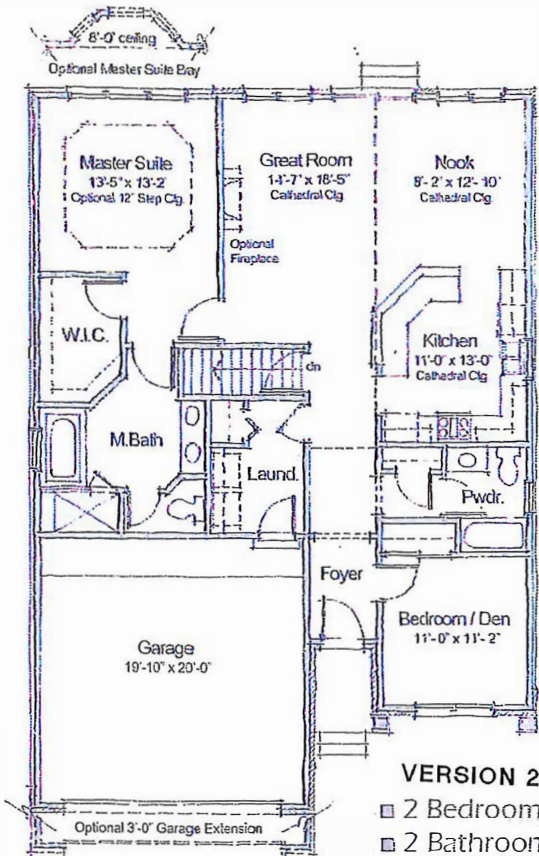 8'-0" ceiling
Optional Master Suite Bay
Master Suite
13'-5" x 13'-2"
Optional 12" Step Clg.
Great Room
14'-7" x 18'-5"
Cathedral Clg.
Nook
8'-2" x 12'-10"
Cathedral Clg.
Optional
Fireplace
W.I.C.
Kitchen
11'-0" x 13'-0"
Cathedral Clg.
dn
M.Bath
Laund.
Pwdr.
Foyer
Bedroom / Den
11'-0" x 11'-2"
Garage
19'-10" x 20'-0"
Optional 3'-0" Garage Extension
VERSION 2
2 Bedroom
2 Bathroom